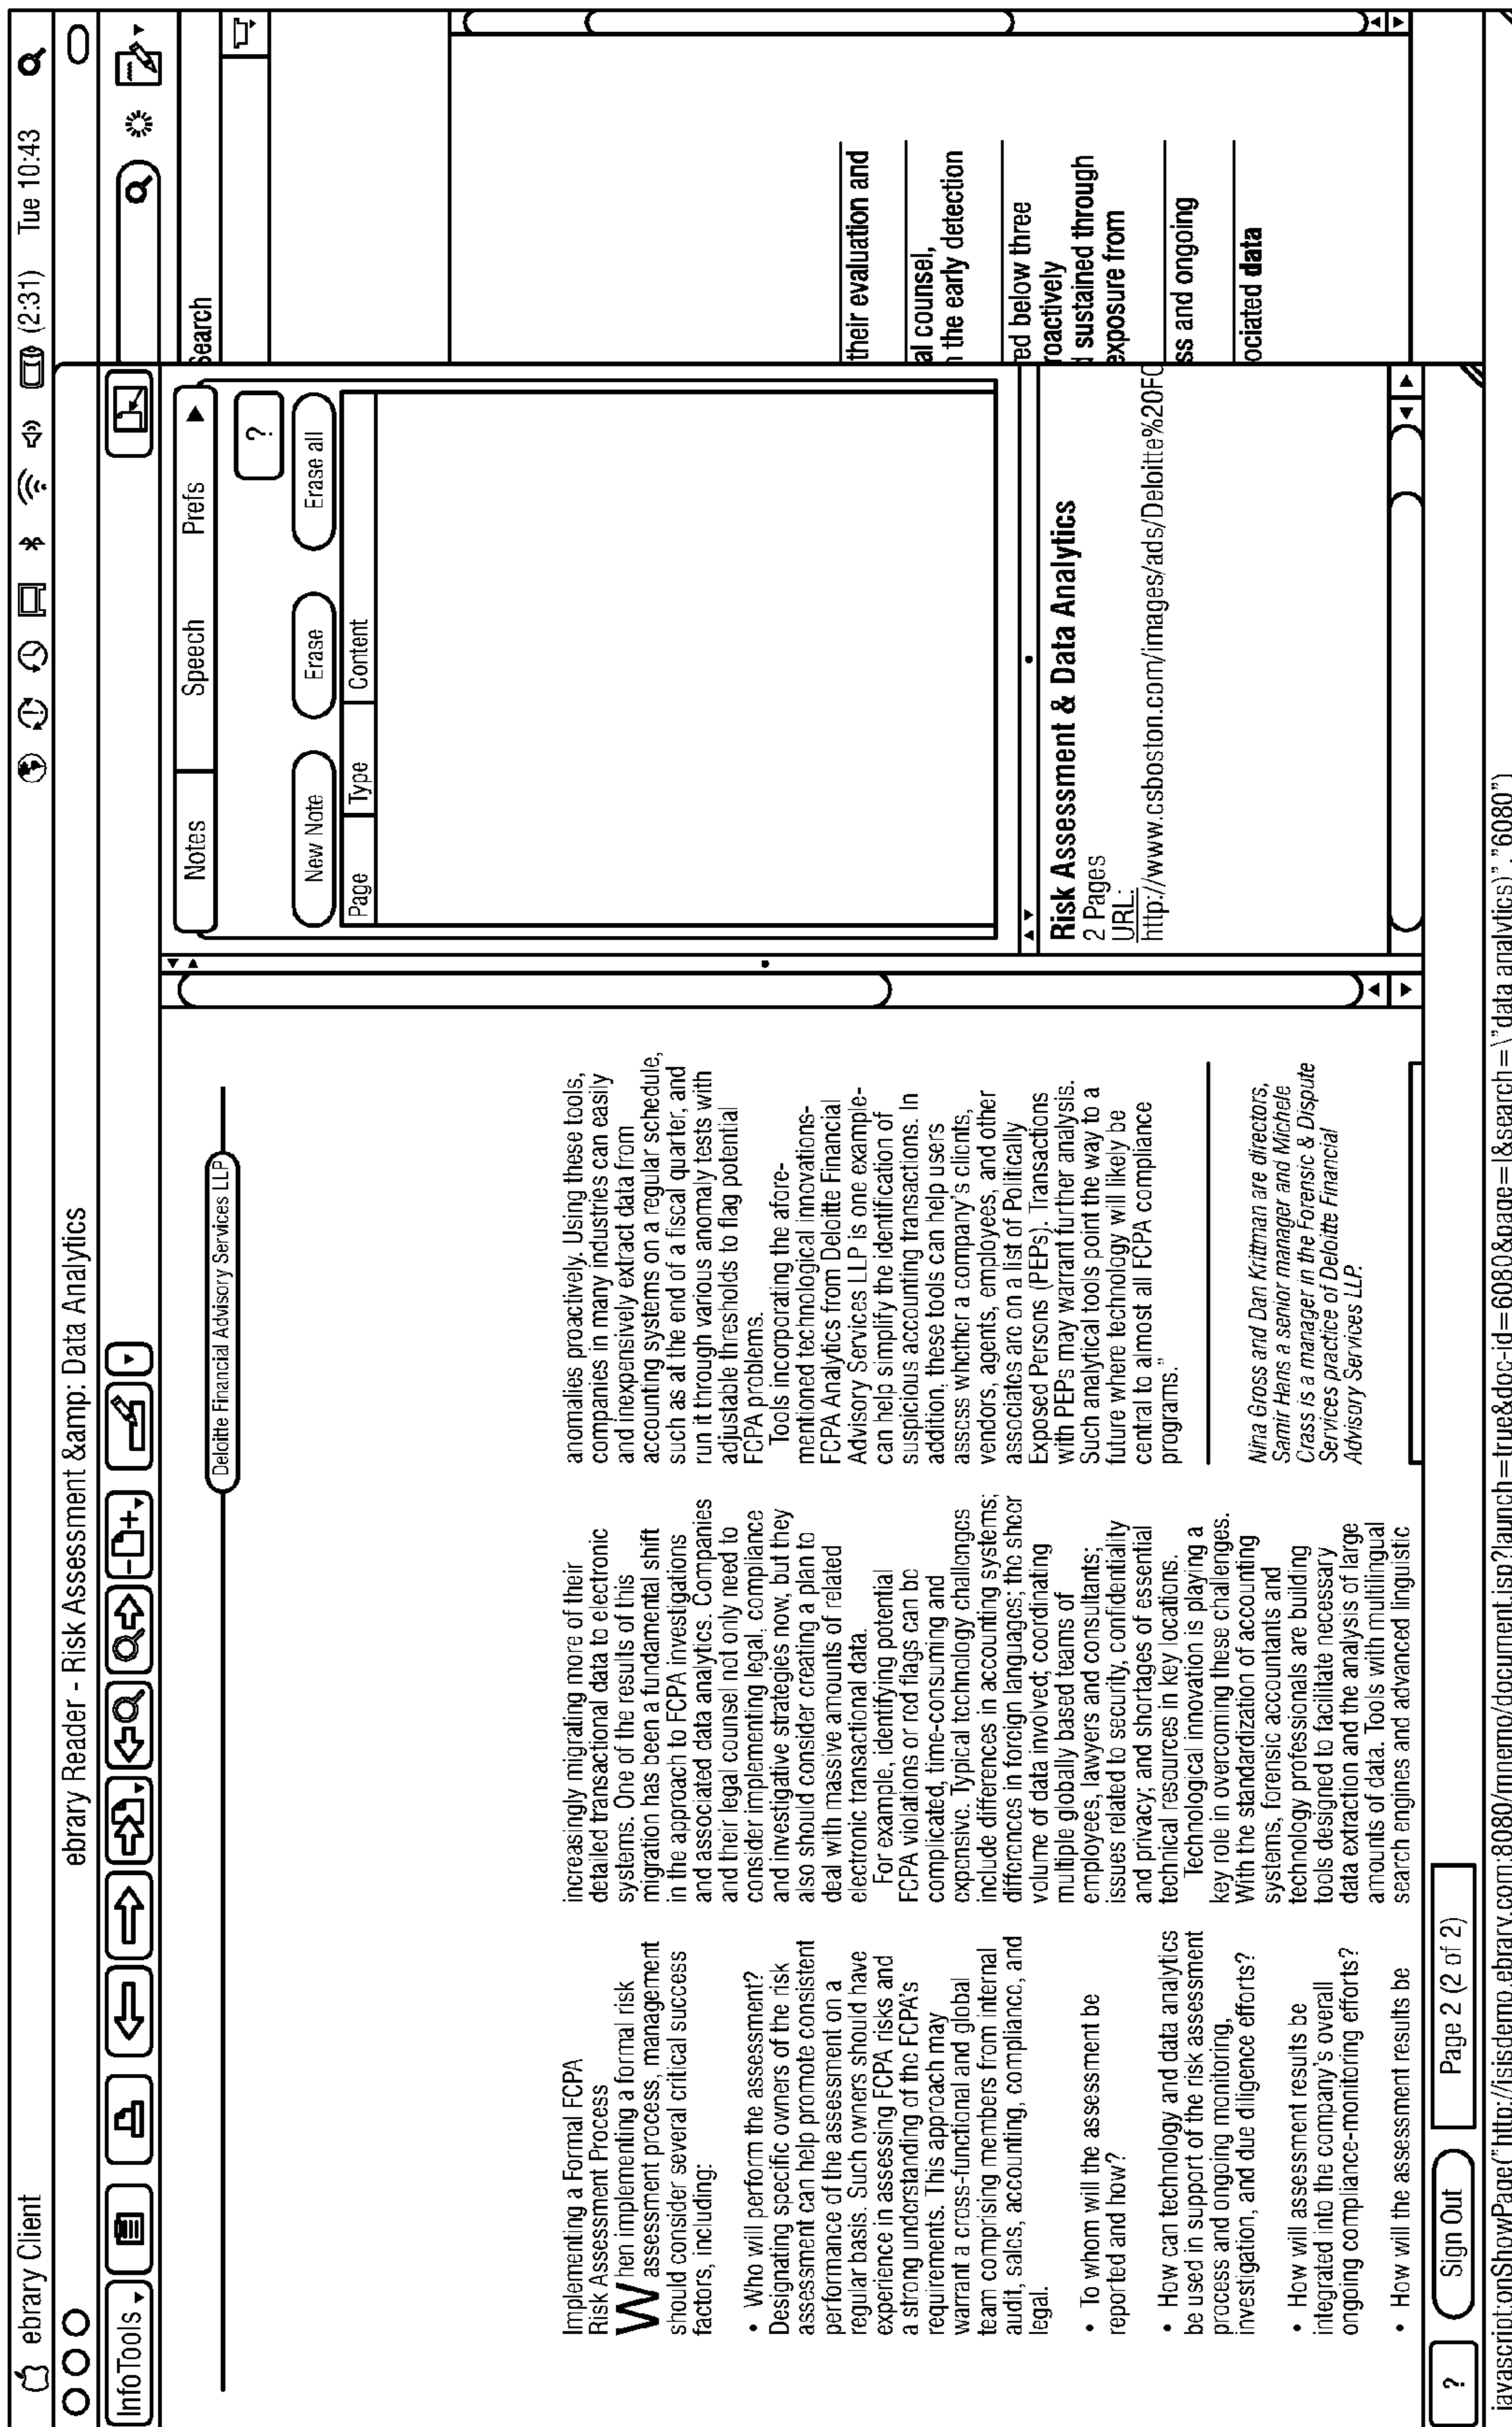 ebrary Client
(2:31) Tue 10:43
ebrary Reader - Risk Assessment &amp: Data Analytics
InfoTools
Deloitte Financial Advisory Services LLP
Implementing a Formal FCPA
Risk Assessment Process
When implementing a formal risk
assessment process, management
should consider several critical success
factors, including:
• Who will perform the assessment?
Designating specific owners of the risk
assessment can help promote consistent
performance of the assessment on a
regular basis. Such owners should have
experience in assessing FCPA risks and
a strong understanding of the FCPA's
requirements. This approach may
warrant a cross-functional and global
team comprising members from internal
audit, sales, accounting, compliance, and
legal.
• To whom will the assessment be
reported and how?
• How can technology and data analytics
be used in support of the risk assessment
process and ongoing monitoring,
investigation, and due diligence efforts?
• How will assessment results be
integrated into the company's overall
ongoing compliance-monitoring efforts?
• How will the assessment results be
increasingly migrating more of their
detailed transactional data to electronic
systems. One of the results of this
migration has been a fundamental shift
in the approach to FCPA investigations
and associated data analytics. Companies
and their legal counsel not only need to
consider implementing legal, compliance
and investigative strategies now, but they
also should consider creating a plan to
deal with massive amounts of related
electronic transactional data.
For example, identifying potential
FCPA violations or red flags can be
complicated, time-consuming and
expensive. Typical technology challenges
include differences in accounting systems;
differences in foreign languages; the sheer
volume of data involved; coordinating
multiple globally based teams of
employees, lawyers and consultants;
issues related to security, confidentiality
and privacy; and shortages of essential
technical resources in key locations.
Technological innovation is playing a
key role in overcoming these challenges.
With the standardization of accounting
systems, forensic accountants and
technology professionals are building
tools designed to facilitate necessary
data extraction and the analysis of large
amounts of data. Tools with multilingual
search engines and advanced linguistic
anomalies proactively. Using these tools,
companies in many industries can easily
and inexpensively extract data from
accounting systems on a regular schedule,
such as at the end of a fiscal quarter, and
run it through various anomaly tests with
adjustable thresholds to flag potential
FCPA problems.
Tools incorporating the afore-
mentioned technological innovations-
FCPA Analytics from Deloitte Financial
Advisory Services LLP is one example-
can help simplify the identification of
suspicious accounting transactions. In
addition, these tools can help users
assess whether a company's clients,
vendors, agents, employees, and other
associates are on a list of Politically
Exposed Persons (PEPs). Transactions
with PEPs may warrant further analysis.
Such analytical tools point the way to a
future where technology will likely be
central to almost all FCPA compliance
programs."
Nina Gross and Dan Krittman are directors,
Samir Hans a senior manager and Michele
Crass is a manager in the Forensic & Dispute
Services practice of Deloitte Financial
Advisory Services LLP.
Notes Speech Prefs
?
New Note Erase Erase all
Page Type Content
Risk Assessment & Data Analytics
2 Pages
URL:
http://www.csboston.com/images/ads/Deloitte%20FC
Search
their evaluation and
al counsel,
the early detection
ed below three
roactively
sustained through
exposure from
ss and ongoing
ociated data
? Sign Out Page 2 (2 of 2)
javascript:onShowPage("http://isisdemo.ebrary.com:8080/mnemo/document.jsp?launch=true&doc-id=6080&page=|&search=\"data analytics)","6080")